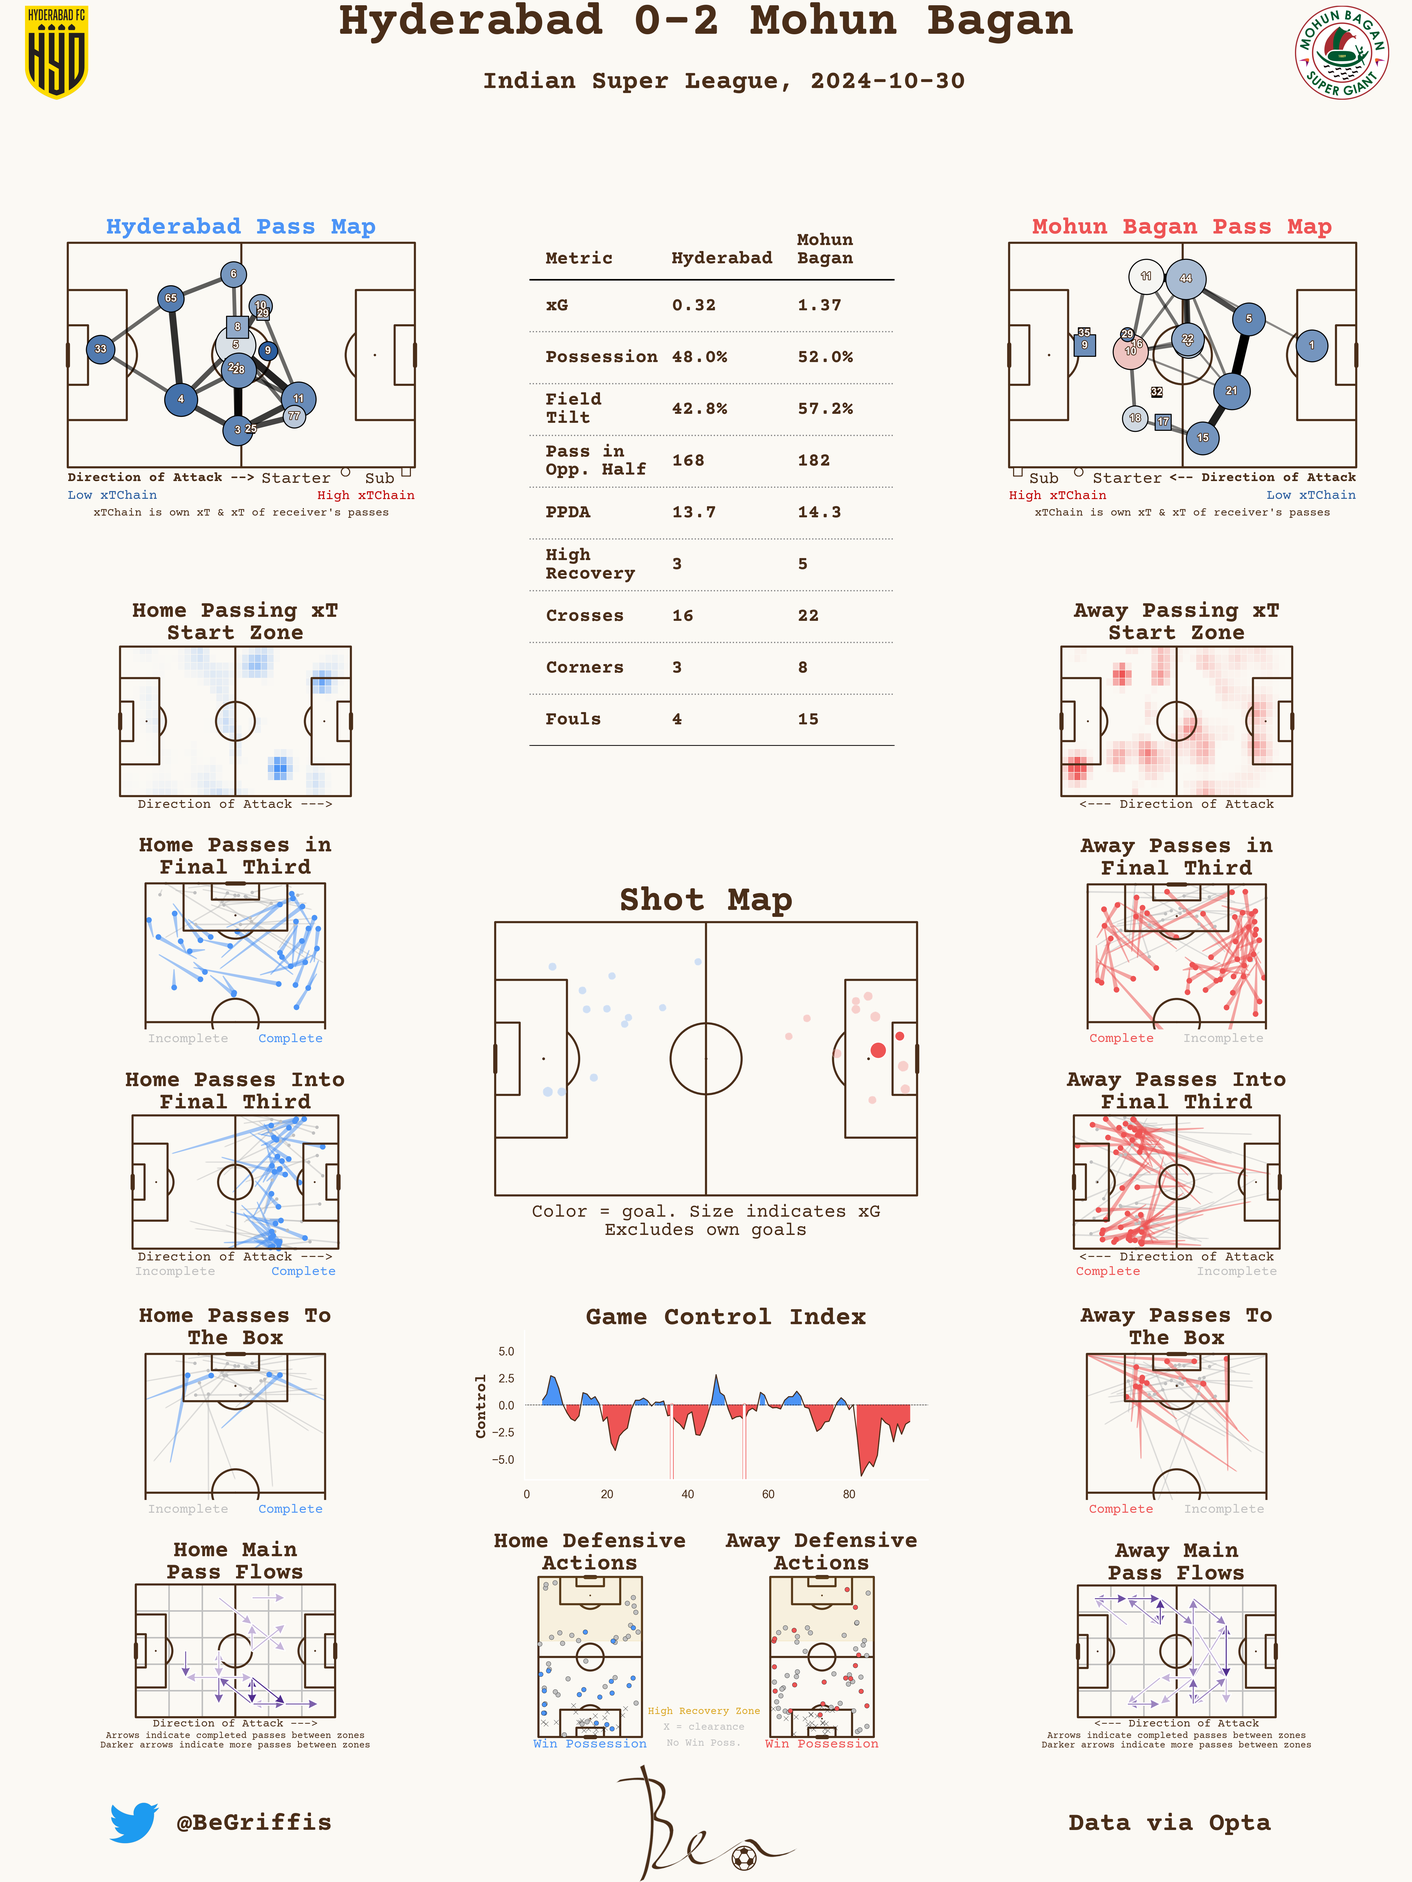 HYDERABAD FC
HYD
Hyderabad 0-2 Mohun Bagan
Indian Super League, 2024-10-30
MOHUN BAGAN
SUPER GIANT
Hyderabad Pass Map
6
65
10
29
8
33
5
9
28
4
11
77
3
25
Direction of Attack --> Starter Sub
Low xTChain High xTChain
xTChain is own xT & xT of receiver's passes
Metric Hyderabad Mohun Bagan
xG 0.32 1.37
Possession 48.0% 52.0%
Field Tilt 42.8% 57.2%
Pass in Opp. Half 168 182
PPDA 13.7 14.3
High Recovery 3 5
Crosses 16 22
Corners 3 8
Fouls 4 15
Mohun Bagan Pass Map
11
44
5
35
29
9
16
10
22
1
32
21
18
17
15
Sub Starter <-- Direction of Attack
High xTChain Low xTChain
xTChain is own xT & xT of receiver's passes
Home Passing xT
Start Zone
Direction of Attack --->
Away Passing xT
Start Zone
<--- Direction of Attack
Home Passes in
Final Third
Incomplete Complete
Shot Map
Color = goal. Size indicates xG
Excludes own goals
Away Passes in
Final Third
Complete Incomplete
Home Passes Into
Final Third
Direction of Attack --->
Incomplete Complete
Away Passes Into
Final Third
<--- Direction of Attack
Complete Incomplete
Home Passes To
The Box
Incomplete Complete
Game Control Index
Control
5.0
2.5
0.0
−2.5
−5.0
0 20 40 60 80
Away Passes To
The Box
Complete Incomplete
Home Main
Pass Flows
Direction of Attack --->
Arrows indicate completed passes between zones
Darker arrows indicate more passes between zones
Home Defensive
Actions
Win Possession
High Recovery Zone
X = clearance
No Win Poss.
Away Defensive
Actions
Win Possession
Away Main
Pass Flows
<--- Direction of Attack
Arrows indicate completed passes between zones
Darker arrows indicate more passes between zones
@BeGriffis
Ben
Data via Opta